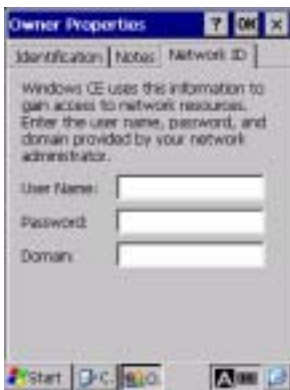 Owner Properties ? OK ×
Identification Notes Network ID
Windows CE uses this information to
gain access to network resources.
Enter the user name, password, and
domain provided by your network
administrator.
User Name:
Password:
Domain:
Start C. O. A